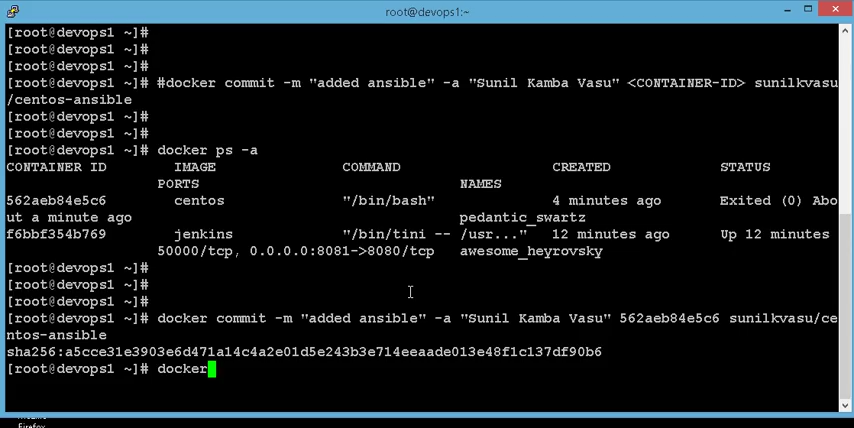 root@devops1:~
[root@devops1 ~]#
[root@devops1 ~]#
[root@devops1 ~]#
[root@devops1 ~]# #docker commit -m "added ansible" -a "Sunil Kamba Vasu" <CONTAINER-ID> sunilkvasu
/centos-ansible
[root@devops1 ~]#
[root@devops1 ~]#
[root@devops1 ~]# docker ps -a
CONTAINER ID IMAGE COMMAND CREATED STATUS
PORTS NAMES
562aeb84e5c6 centos "/bin/bash" 4 minutes ago Exited (0) Abo
ut a minute ago pedantic_swartz
f6bbf354b769 jenkins "/bin/tini -- /usr..." 12 minutes ago Up 12 minutes
50000/tcp, 0.0.0.0:8081->8080/tcp awesome_heyrovsky
[root@devops1 ~]#
[root@devops1 ~]#
[root@devops1 ~]#
[root@devops1 ~]# docker commit -m "added ansible" -a "Sunil Kamba Vasu" 562aeb84e5c6 sunilkvasu/ce
ntos-ansible
sha256:a5cce31e3903e6d471a14c4a2e01d5e243b3e714eeaade013e48f1c137df90b6
[root@devops1 ~]# docker
Firefox